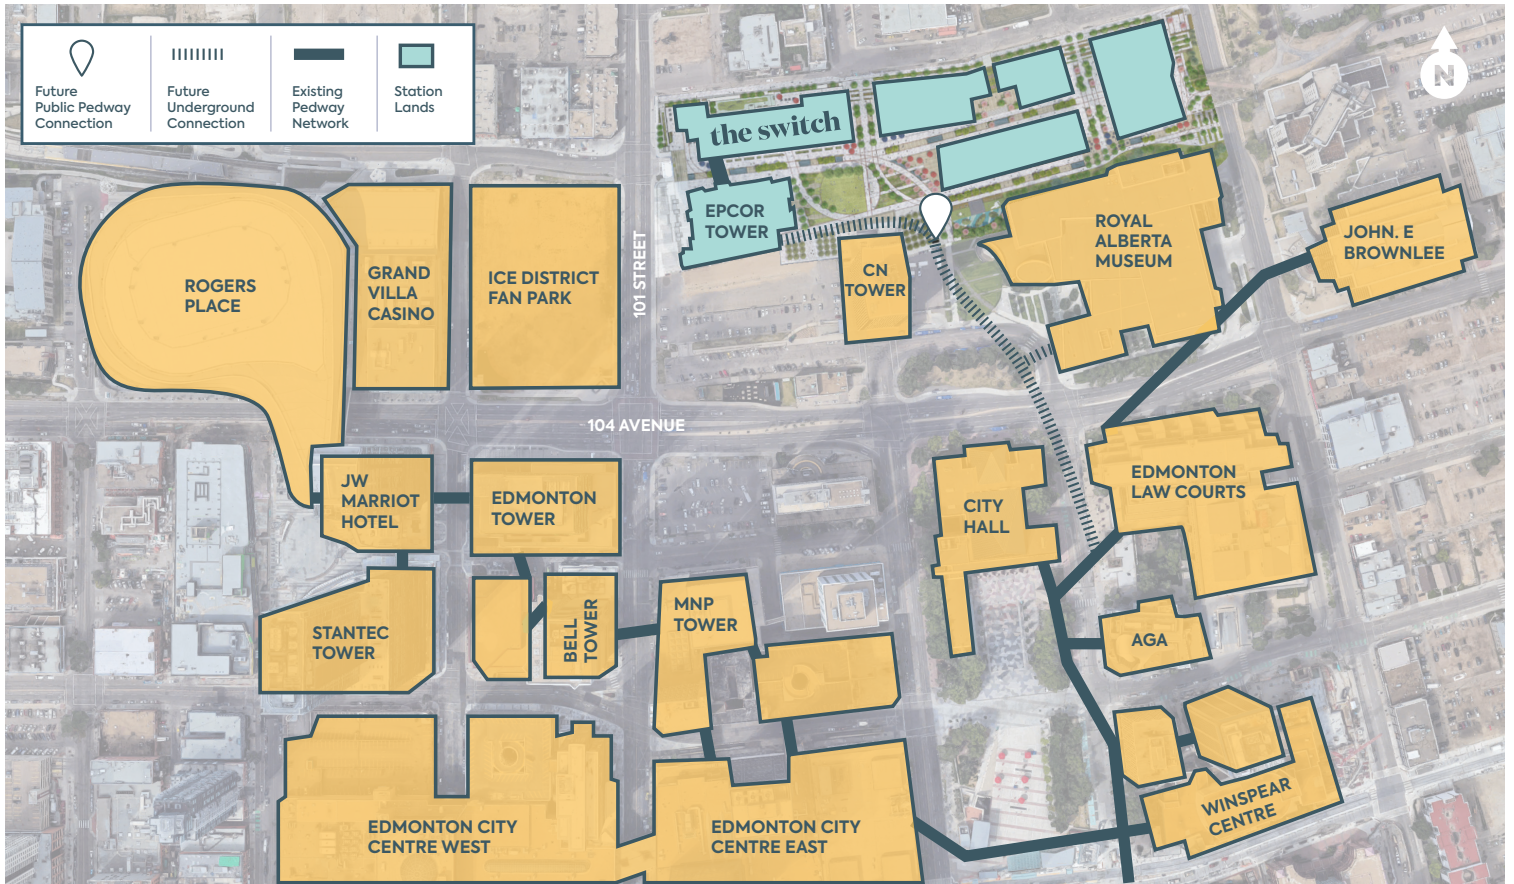 Future
Public Pedway
Connection
Future
Underground
Connection
Existing
Pedway
Network
Station
Lands
N
the switch
EPCOR
TOWER
CN
TOWER
ROYAL
ALBERTA
MUSEUM
JOHN. E
BROWNLEE
ROGERS
PLACE
GRAND
VILLA
CASINO
ICE DISTRICT
FAN PARK
101 STREET
104 AVENUE
JW
MARRIOT
HOTEL
EDMONTON
TOWER
CITY
HALL
EDMONTON
LAW COURTS
STANTEC
TOWER
BELL
TOWER
MNP
TOWER
AGA
WINSPEAR
CENTRE
EDMONTON CITY
CENTRE WEST
EDMONTON CITY
CENTRE EAST